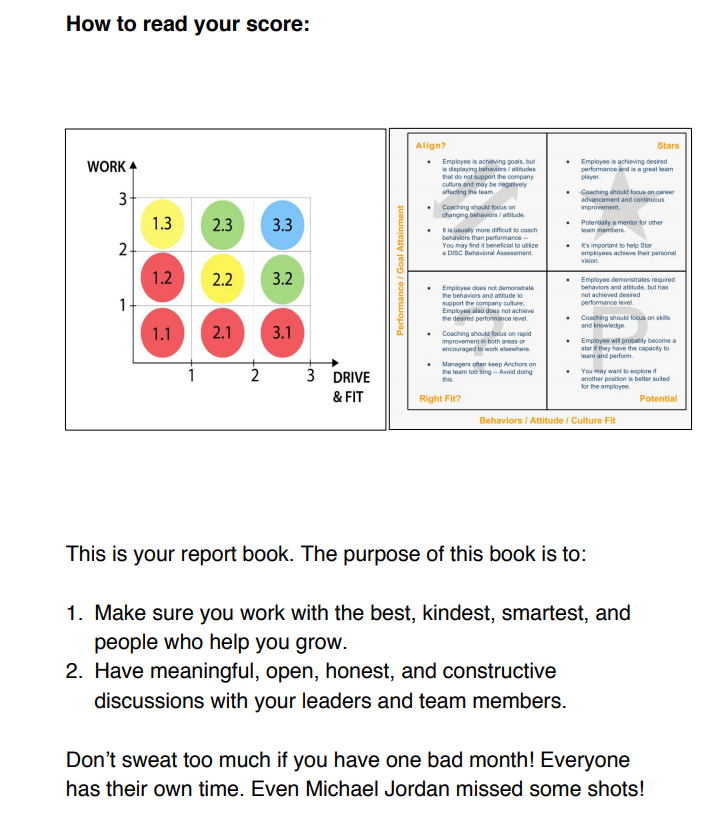 How to read your score:
WORK
3
2
1
1.3
2.3
3.3
1.2
2.2
3.2
1.1
2.1
3.1
1
2
3
DRIVE
& FIT
Performance / Goal Attainment
Align?
• Employee is achieving goals, but
is displaying behaviors / attitudes
that do not support the company
culture and may be negatively
affecting the team.
• Coaching should focus on
changing behaviors / attitude.
• It is usually more difficult to coach
behaviors than performance --
You may find it beneficial to utilize
a DISC Behavioral Assessment.
Stars
• Employee is achieving desired
performance and is a great team
player.
• Coaching should focus on career
advancement and continuous
improvement.
• Potentially a mentor for other
team members.
• It's important to help Star
employees achieve their personal
vision.
• Employee does not demonstrate
the behaviors and attitude to
support the company culture;
Employee also does not achieve
the desired performance level.
• Coaching should focus on rapid
improvement in both areas or
encouraged to work elsewhere.
• Managers often keep Anchors on
the team too long -- Avoid doing
this.
Right Fit?
• Employee demonstrates required
behaviors and attitude, but has
not achieved desired
performance level.
• Coaching should focus on skills
and knowledge.
• Employee will probably become a
star if they have the capacity to
learn and perform.
• You may want to explore if
another position is better suited
for the employee.
Potential
?
P
Behaviors / Attitude / Culture Fit
This is your report book. The purpose of this book is to:
1. Make sure you work with the best, kindest, smartest, and
people who help you grow.
2. Have meaningful, open, honest, and constructive
discussions with your leaders and team members.
Don’t sweat too much if you have one bad month! Everyone
has their own time. Even Michael Jordan missed some shots!